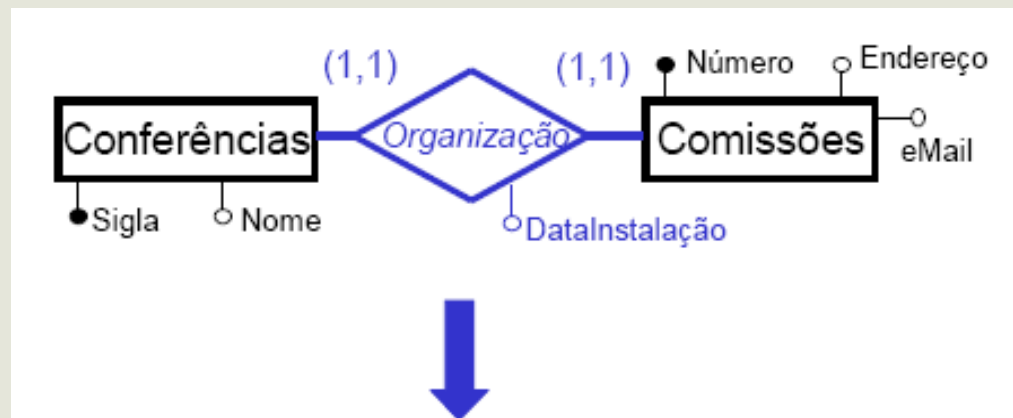 (1,1)
(1,1)
Número
Endereço
Conferências
Organização
Comissões
eMail
Sigla
Nome
DataInstalação